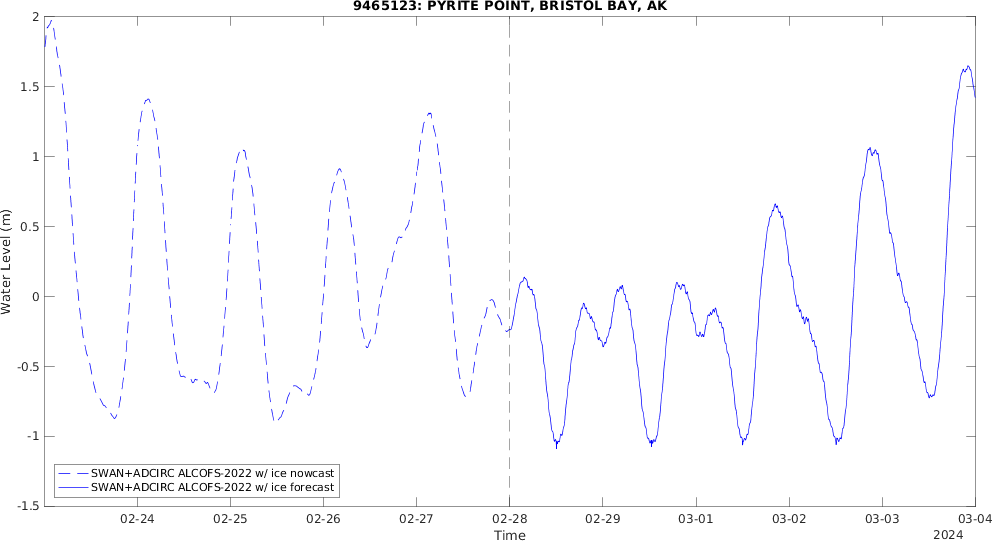 9465123: PYRITE POINT, BRISTOL BAY, AK
Water Level (m)
2
1.5
1
0.5
0
-0.5
-1
-1.5
SWAN+ADCIRC ALCOFS-2022 w/ ice nowcast
SWAN+ADCIRC ALCOFS-2022 w/ ice forecast
02-24 02-25 02-26 02-27 02-28 02-29 03-01 03-02 03-03 03-04
Time
2024